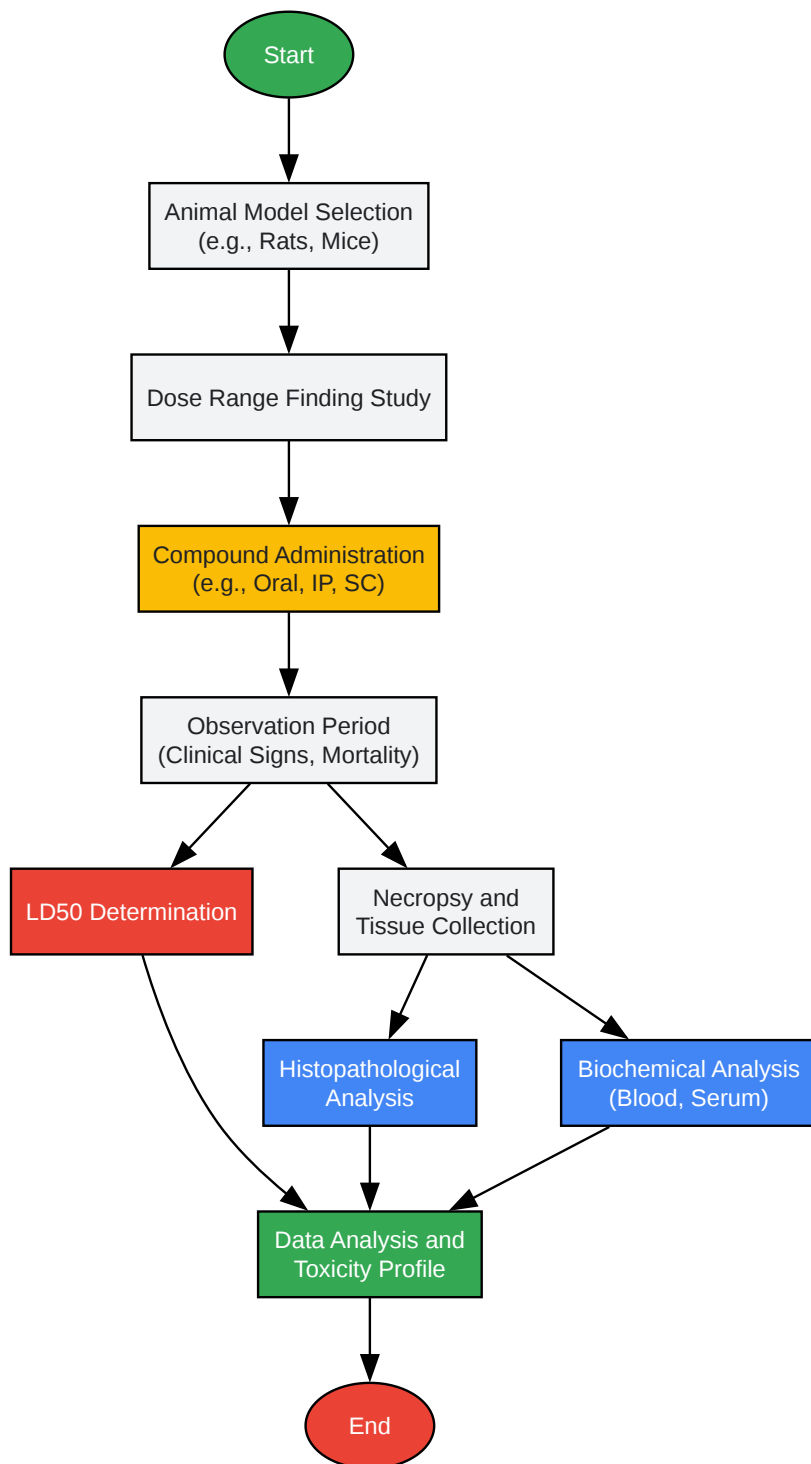 Start
Animal Model Selection
(e.g., Rats, Mice)
Dose Range Finding Study
Compound Administration
(e.g., Oral, IP, SC)
Observation Period
(Clinical Signs, Mortality)
LD50 Determination
Necropsy and
Tissue Collection
Histopathological
Analysis
Biochemical Analysis
(Blood, Serum)
Data Analysis and
Toxicity Profile
End